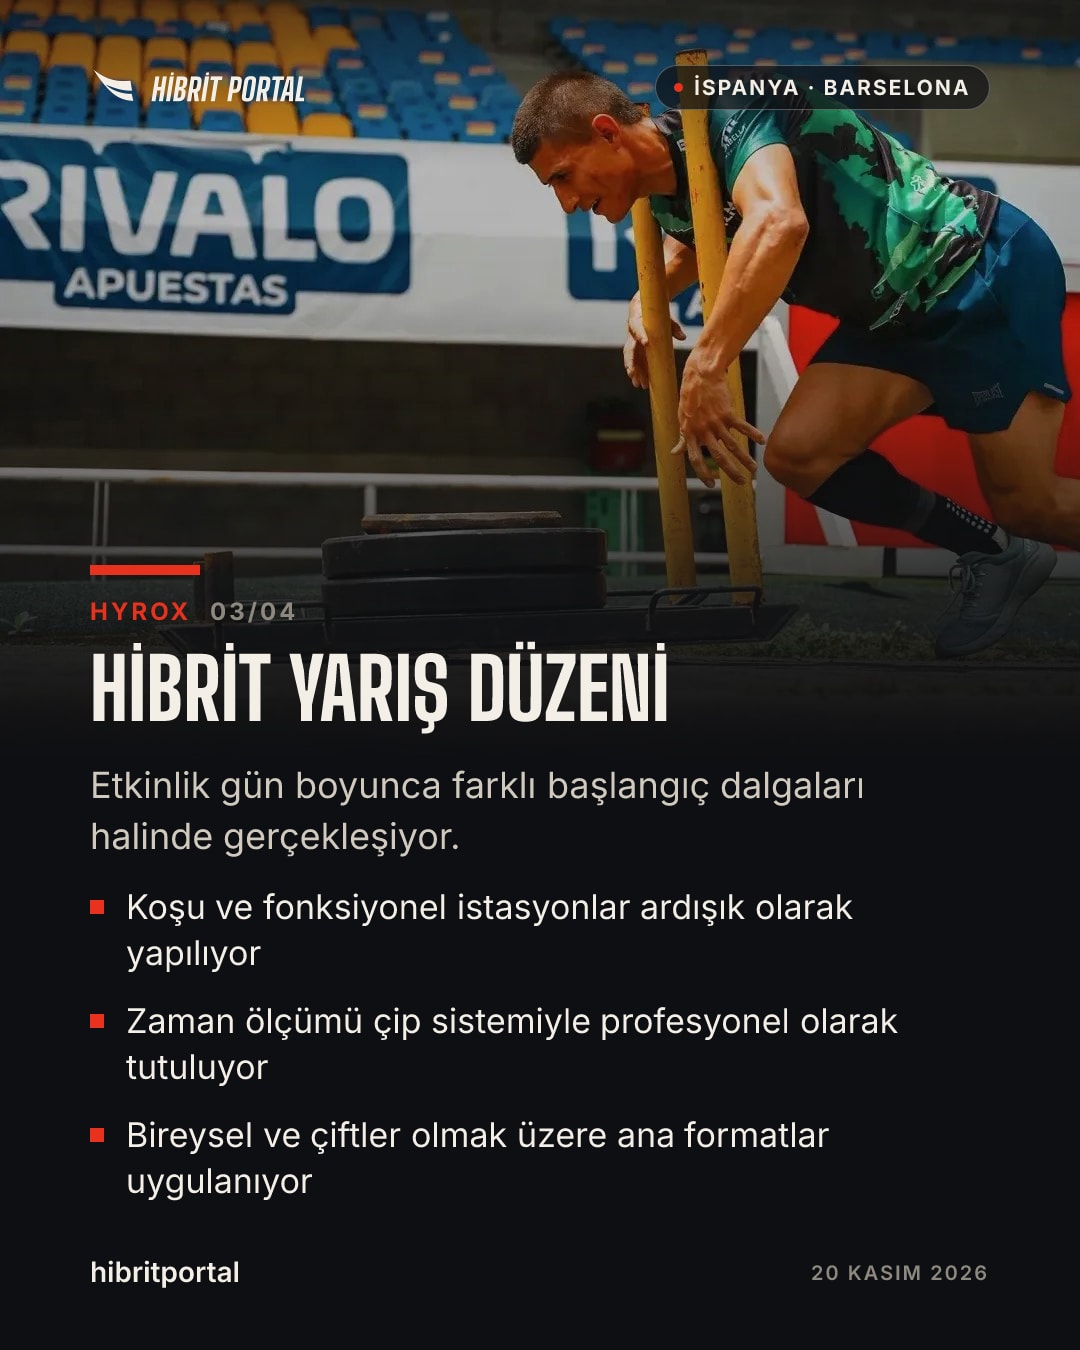 HİBRİT PORTAL
İSPANYA · BARSELONA
RIVALO
APUESTAS
HYROX 03/04
HİBRİT YARIŞ DÜZENİ
Etkinlik gün boyunca farklı başlangıç dalgaları
halinde gerçekleşiyor.
Koşu ve fonksiyonel istasyonlar ardışık olarak
yapılıyor
Zaman ölçümü çip sistemiyle profesyonel olarak
tutuluyor
Bireysel ve çiftler olmak üzere ana formatlar
uygulanıyor
hibritportal
20 KASIM 2026